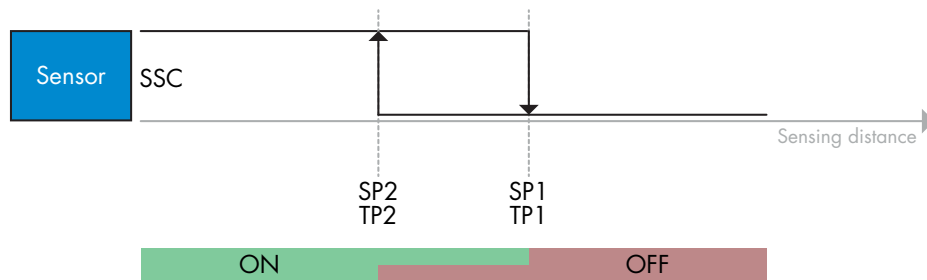 Sensor
SSC
Sensing distance
SP2
TP2
SP1
TP1
ON
OFF